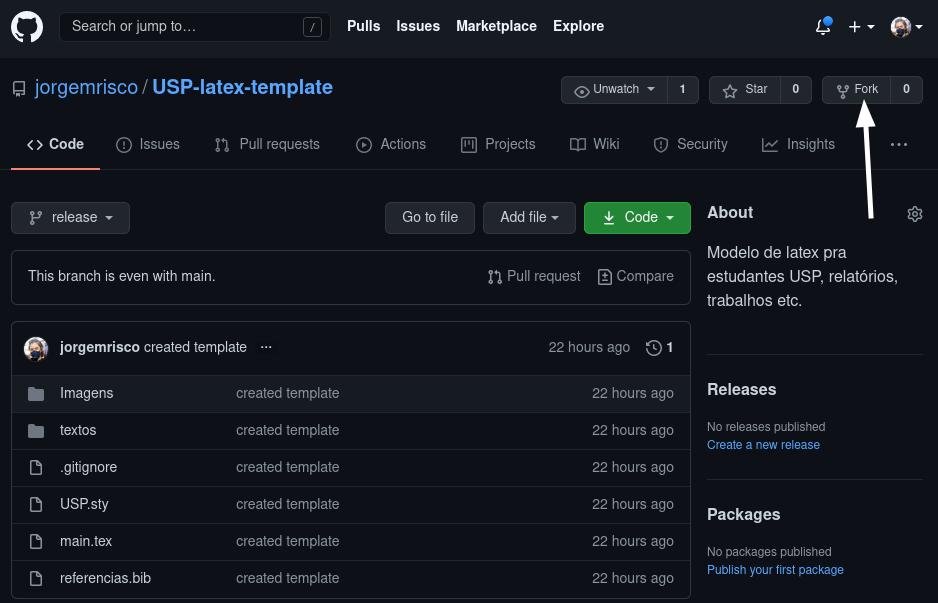 Search or jump to… / Pulls Issues Marketplace Explore
jorgemrisco / USP-latex-template Unwatch 1 Star 0 Fork 0
Code Issues Pull requests Actions Projects Wiki Security Insights ···
release Go to file Add file Code
This branch is even with main. Pull request Compare
jorgemrisco created template ··· 22 hours ago 1
Imagens created template 22 hours ago
textos created template 22 hours ago
.gitignore created template 22 hours ago
USP.sty created template 22 hours ago
main.tex created template 22 hours ago
referencias.bib created template 22 hours ago
About
Modelo de latex pra
estudantes USP, relatórios,
trabalhos etc.
Releases
No releases published
Create a new release
Packages
No packages published
Publish your first package